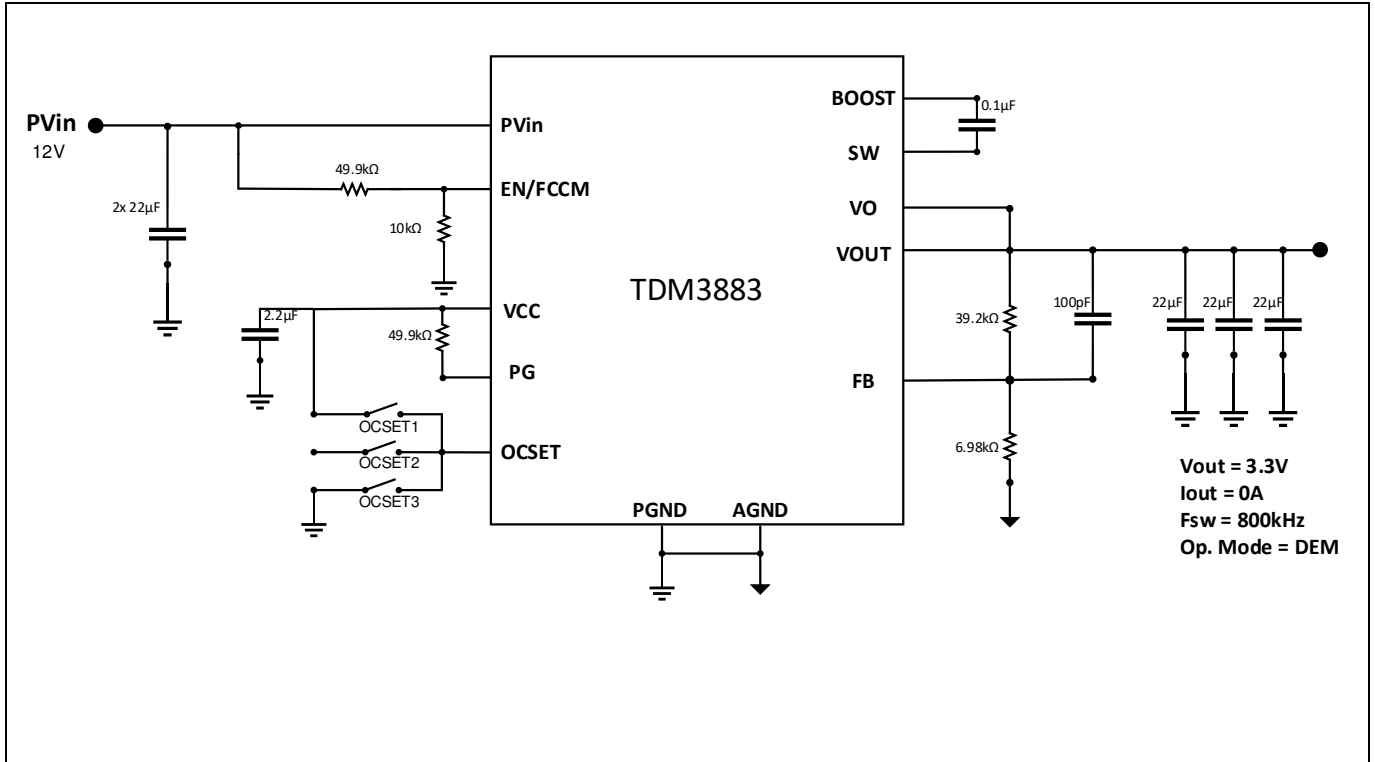 PVin
12V
2x 22µF
49.9kΩ
10kΩ
2.2µF
49.9kΩ
OCSET1
OCSET2
OCSET3
PVin
EN/FCCM
VCC
PG
OCSET
TDM3883
PGND AGND
BOOST
SW
VO
VOUT
FB
0.1µF
39.2kΩ
100pF
6.98kΩ
22µF 22µF 22µF
Vout = 3.3V
Iout = 0A
Fsw = 800kHz
Op. Mode = DEM